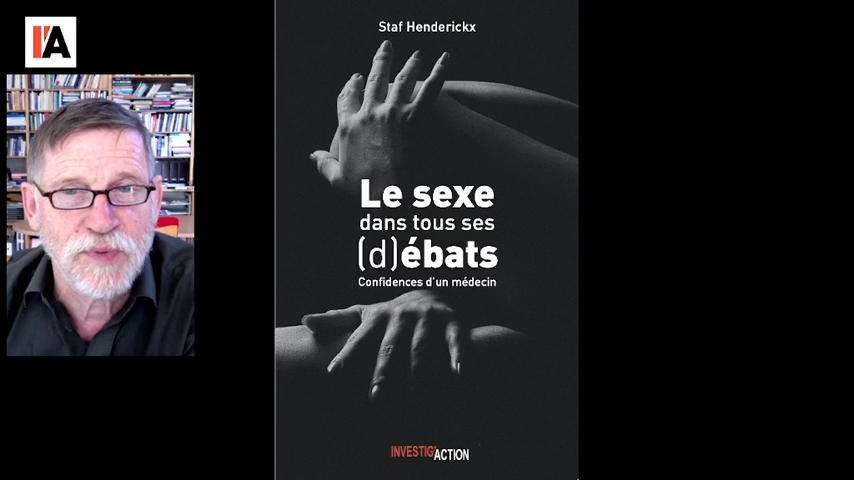 I'A
Staf Henderickx
Le sexe
dans tous ses
(d)ébats
Confidences d'un médecin
INVESTIG'ACTION